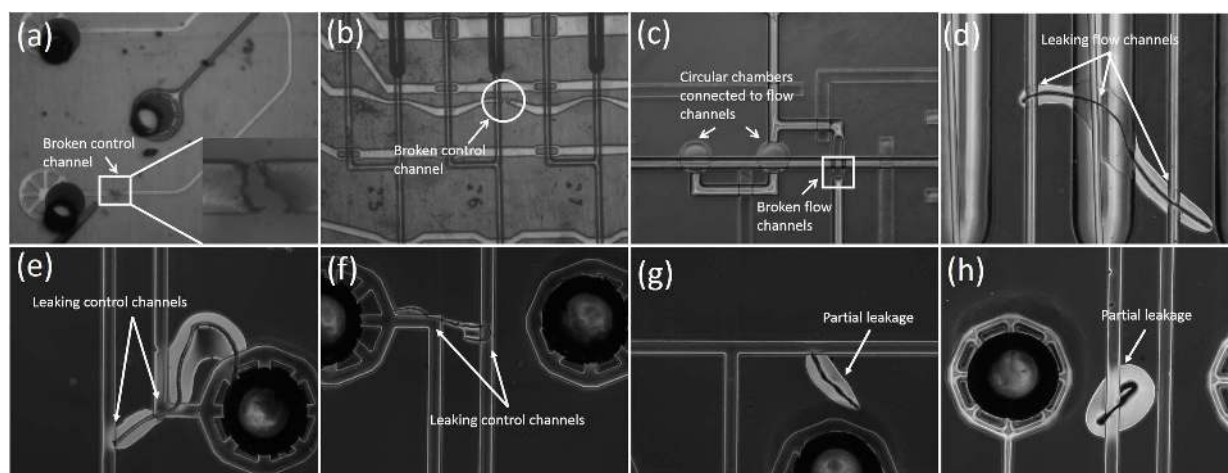 (a)
Broken control
channel
(b)
Broken control
channel
(c)
Circular chambers
connected to flow
channels
Broken flow
channels
(d)
Leaking flow channels
(e)
Leaking control channels
(f)
Leaking control channels
(g)
Partial leakage
(h)
Partial leakage